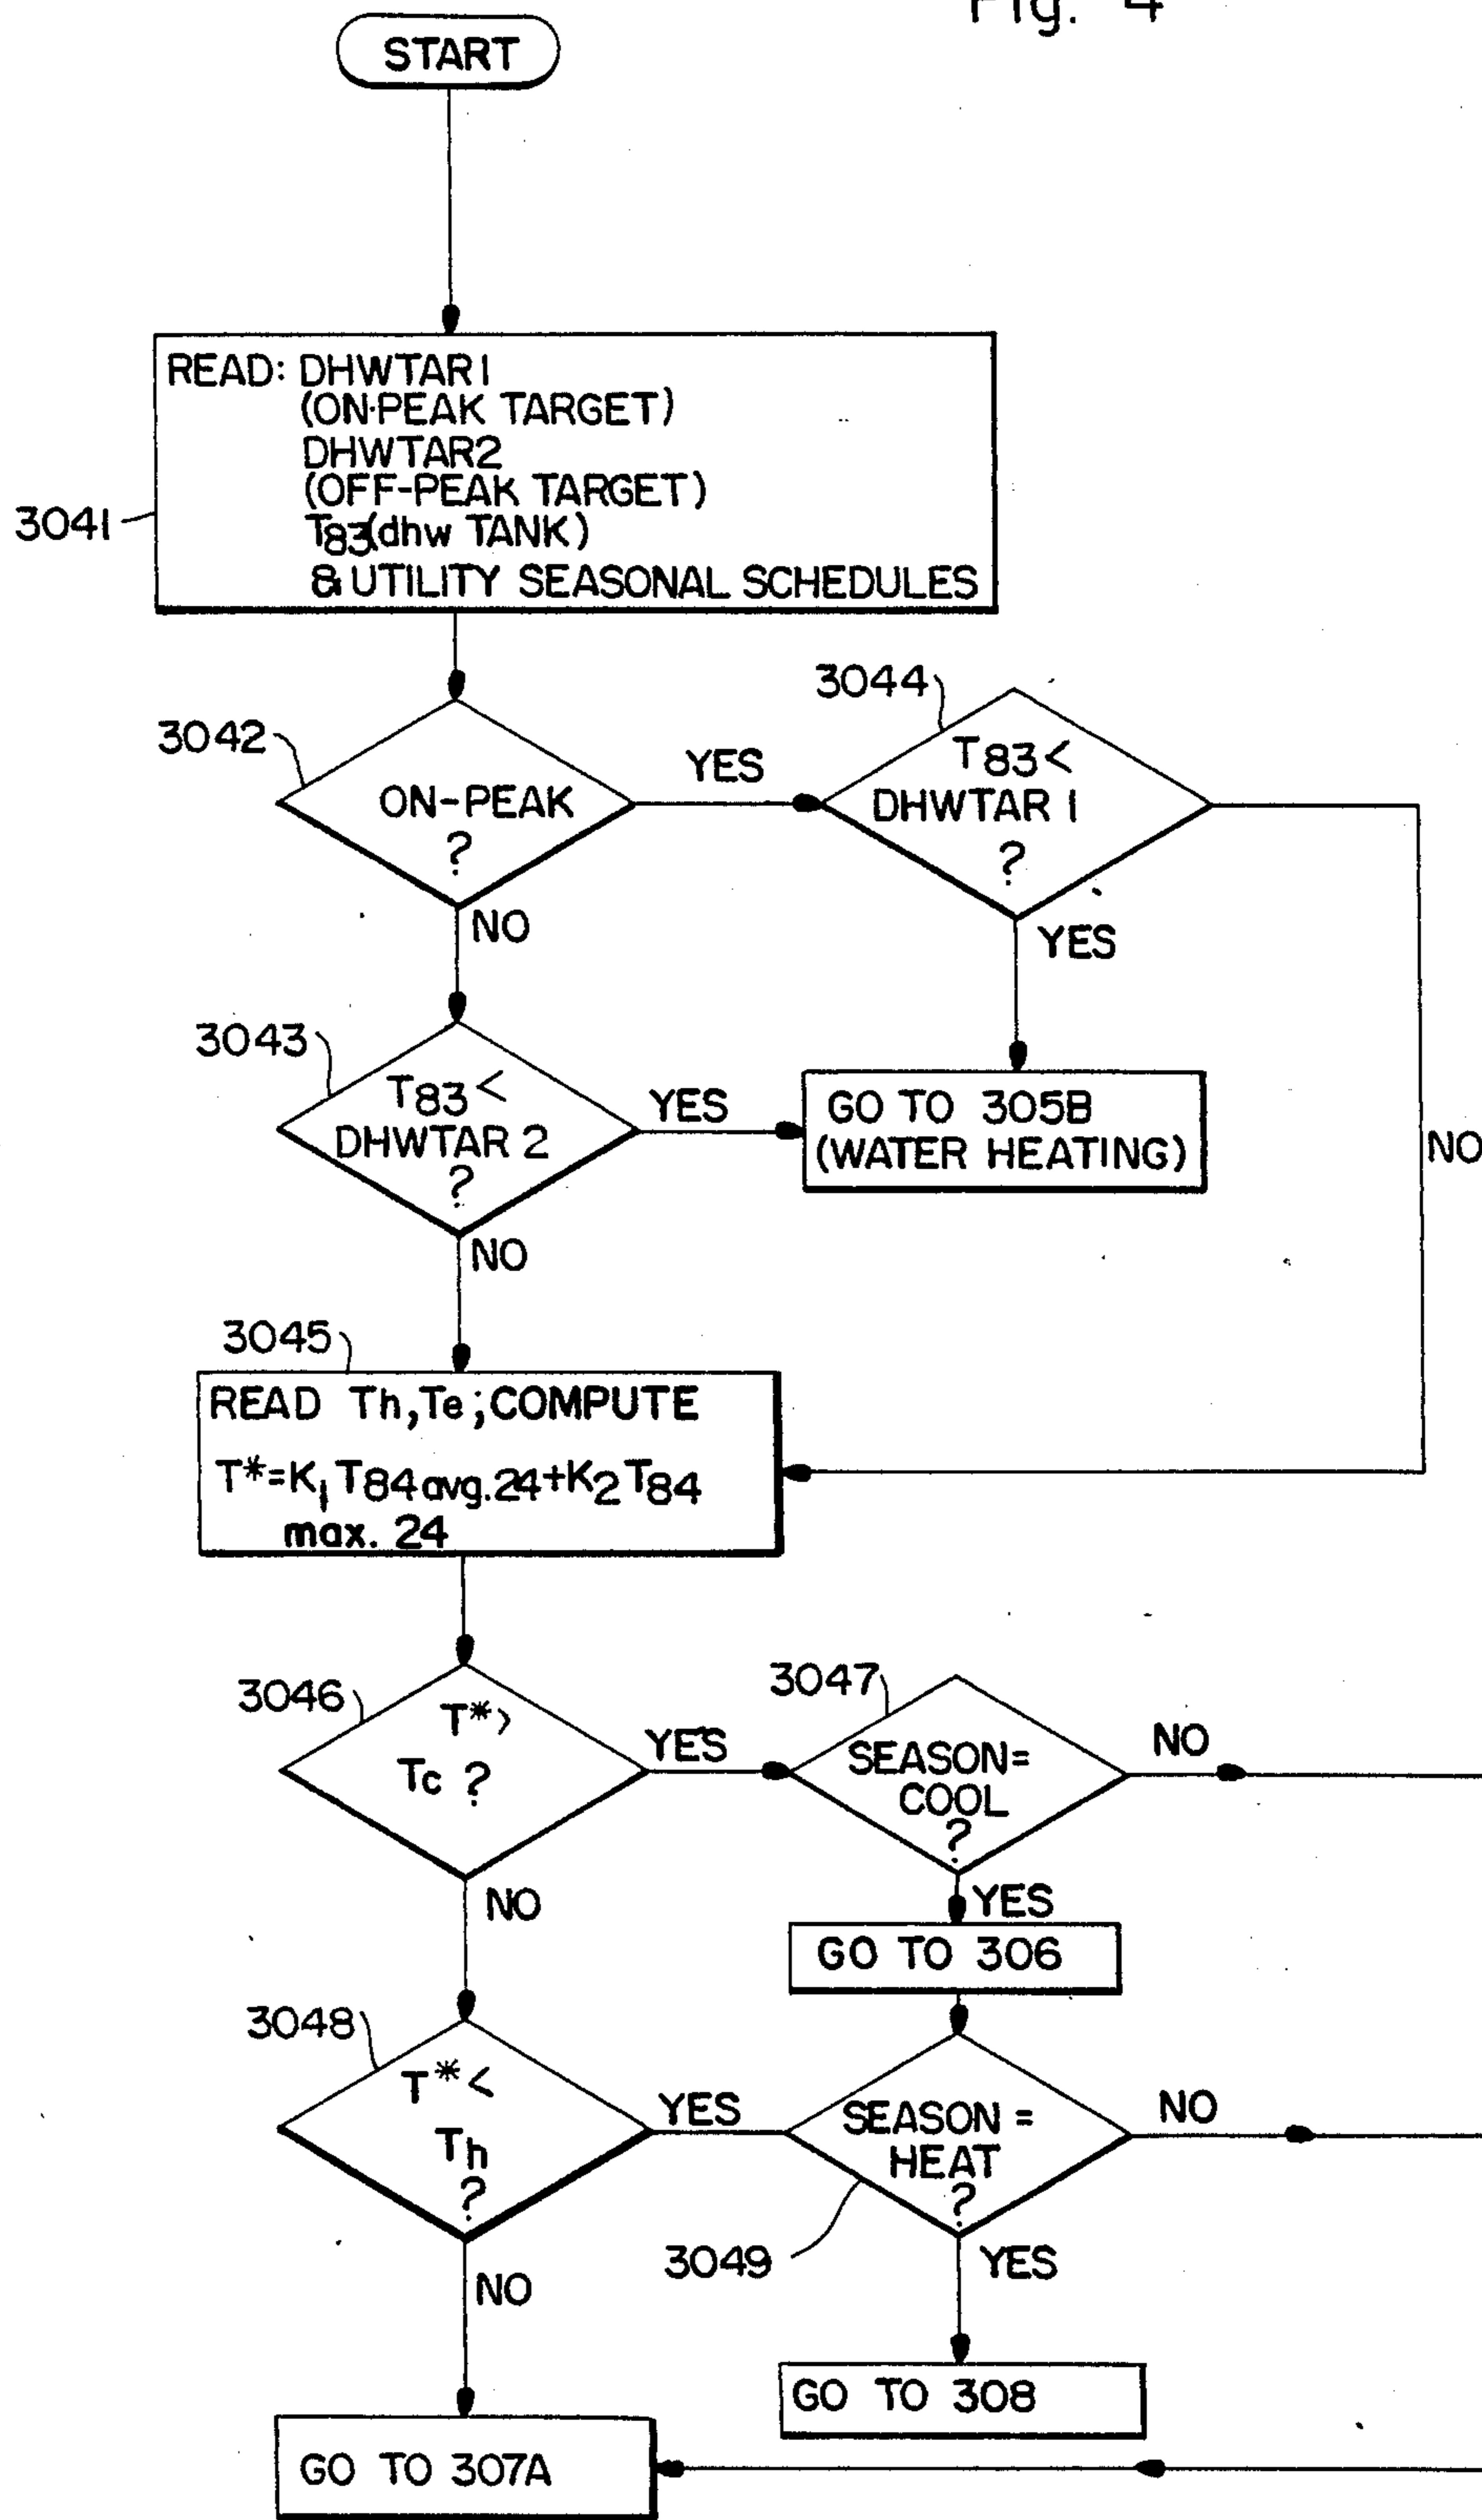 Fig. 4
START
READ: DHWTAR1
(ON-PEAK TARGET)
DHWTAR2
(OFF-PEAK TARGET)
T83(dhw TANK)
& UTILITY SEASONAL SCHEDULES
3041
3042
ON-PEAK
?
YES
NO
3044
T83<
DHWTAR 1
?
YES
NO
3043
T83<
DHWTAR 2
?
YES
NO
GO TO 305B
(WATER HEATING)
3045
READ Th,Te;COMPUTE
T*=K1T84avg.24+K2T84
max. 24
3046
T*>
Tc ?
YES
NO
3047
SEASON=
COOL
?
NO
YES
GO TO 306
3048
T*<
Th
?
YES
NO
SEASON=
HEAT
?
3049
NO
YES
GO TO 308
GO TO 307A